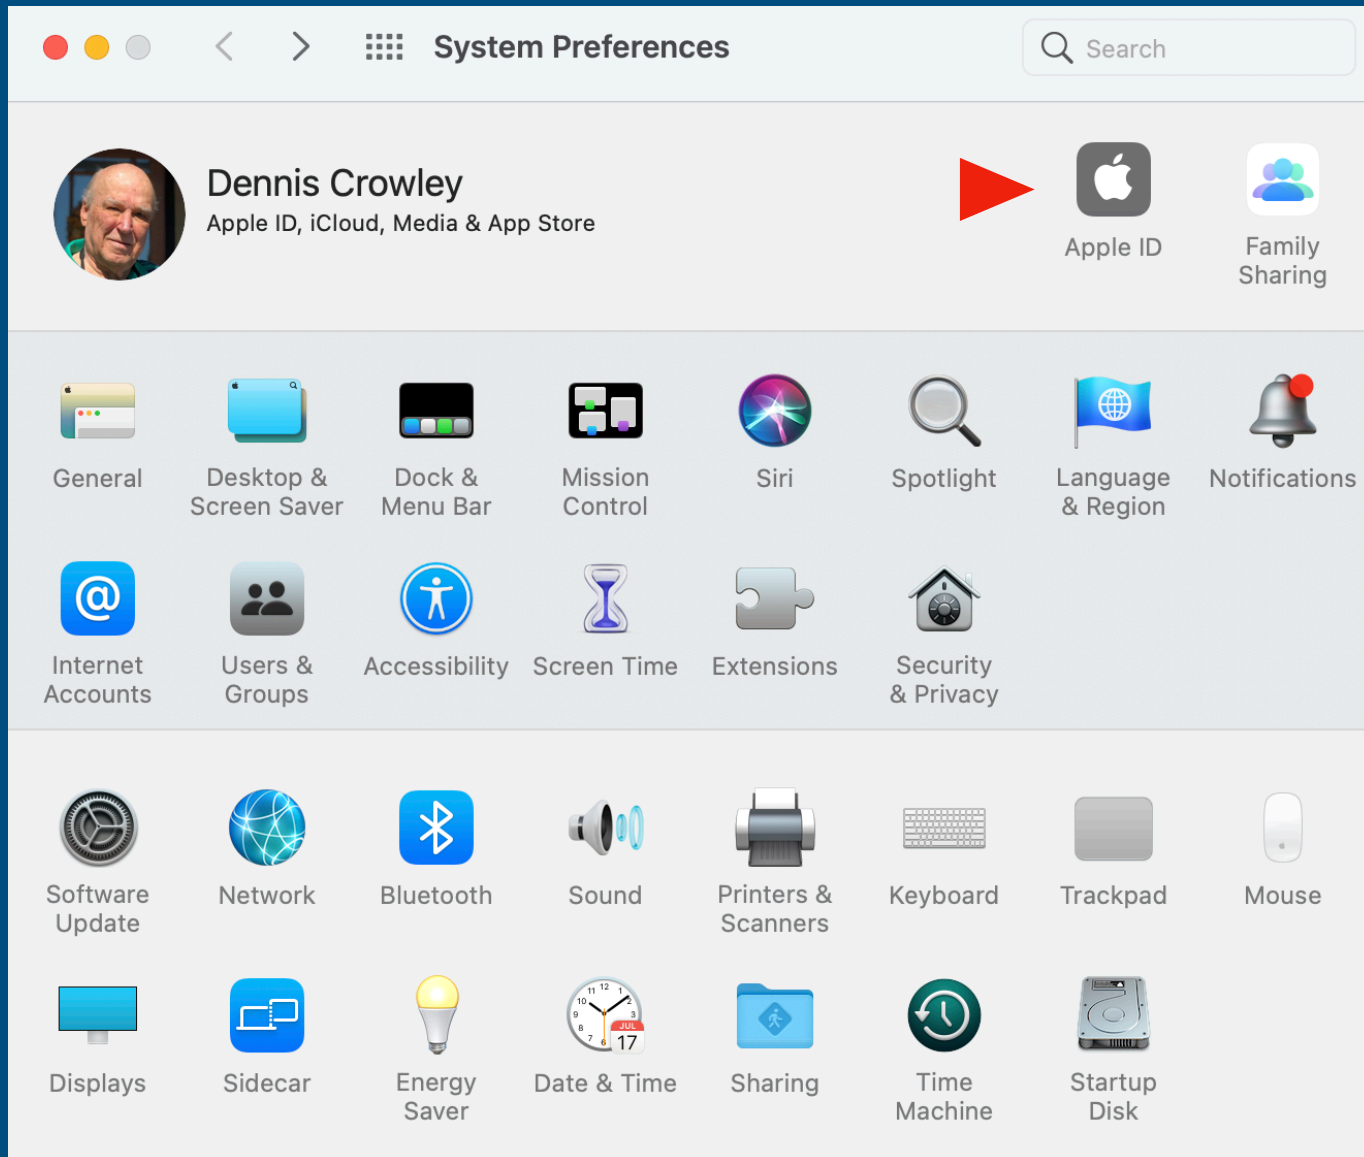 System Preferences
Search
Dennis Crowley
Apple ID, iCloud, Media & App Store
Apple ID
Family
Sharing
General
Desktop &
Screen Saver
Dock &
Menu Bar
Mission
Control
Siri
Spotlight
Language
& Region
Notifications
Internet
Accounts
Users &
Groups
Accessibility
Screen Time
Extensions
Security
& Privacy
Software
Update
Network
Bluetooth
Sound
Printers &
Scanners
Keyboard
Trackpad
Mouse
Displays
Sidecar
Energy
Saver
JUL
17
Date & Time
Sharing
Time
Machine
Startup
Disk